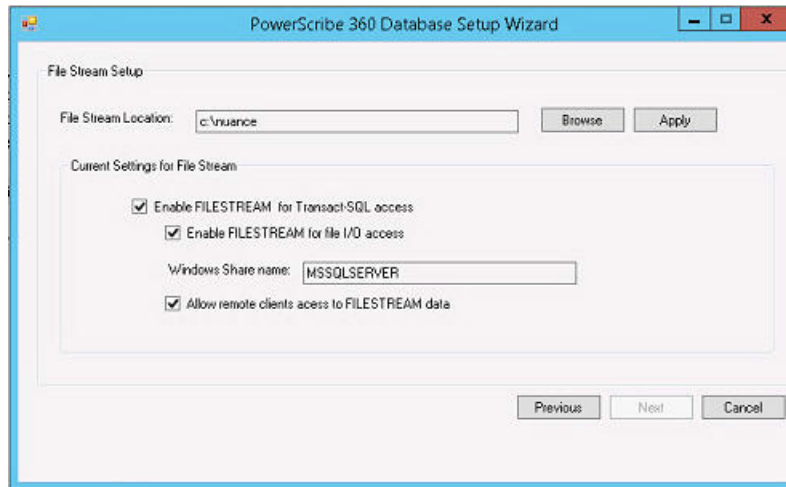 PowerScribe 360 Database Setup Wizard
File Stream Setup
File Stream Location: c:\nuance Browse Apply
Current Settings for File Stream
Enable FILESTREAM for Transact-SQL access
Enable FILESTREAM for file I/O access
Windows Share name: MSSQLSERVER
Allow remote clients acess to FILESTREAM data
Previous Next Cancel